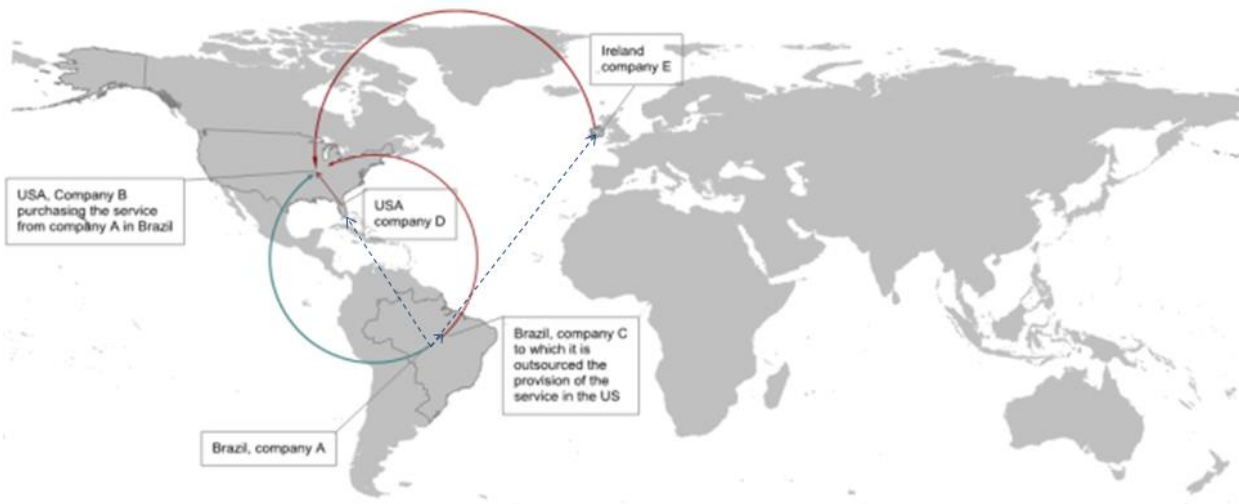 Ireland
company E
USA, Company B
purchasing the service
from company A in Brazil
USA
company D
Brazil, company C
to which it is
outsourced the
provision of the
service in the US
Brazil, company A